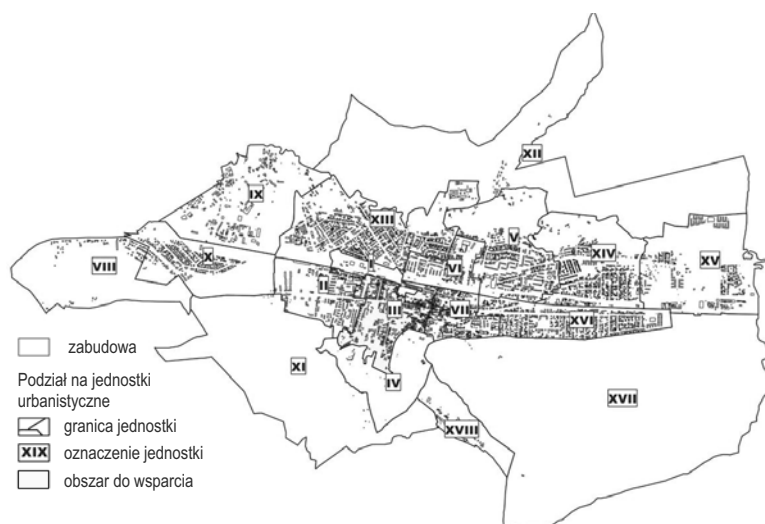 XII
IX
XIII
V
XIV
XV
VIII
X
VI
I
II
III
VII
XVI
XI
IV
XVII
XVIII
zabudowa
Podział na jednostki
urbanistyczne
granica jednostki
XIX oznaczenie jednostki
obszar do wsparcia